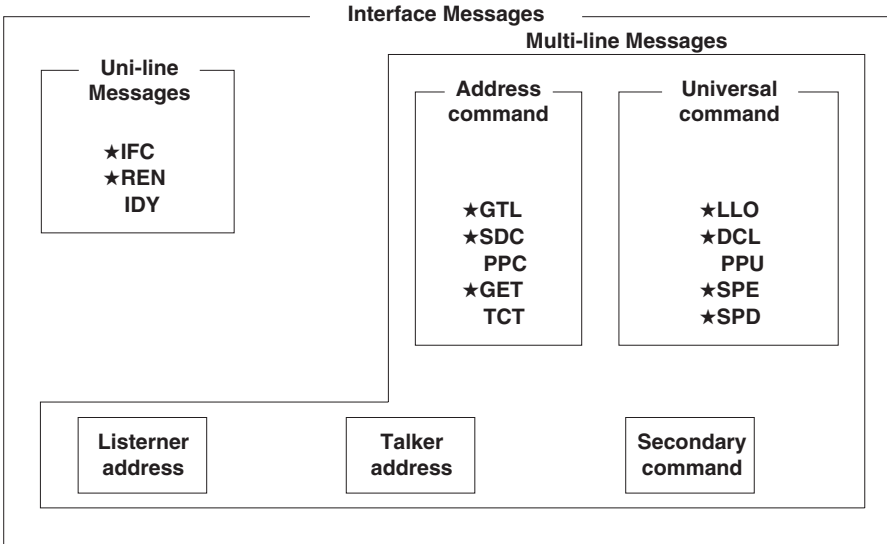 Interface Messages
Multi-line Messages
Uni-line
Messages
★IFC
★REN
IDY
Address
command
★GTL
★SDC
PPC
★GET
TCT
Universal
command
★LLO
★DCL
PPU
★SPE
★SPD
Listerner
address
Talker
address
Secondary
command